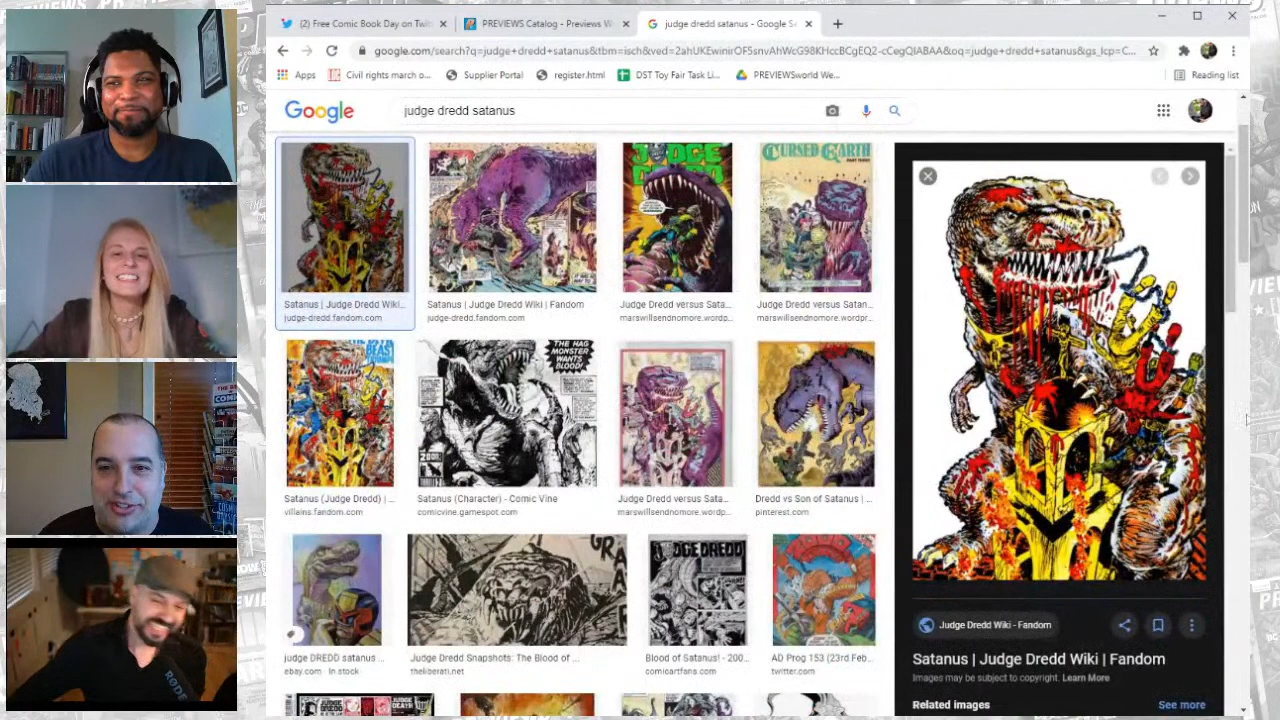 (2) Free Comic Book Day on Twit
PREVIEWS Catalog - Previews W
judge dredd satanus - Google Se
google.com/search?q=judge+dredd+satanus&tbm=isch&ved=2ahUKEwinirOF5snvAhWcG98KHccBCgEQ2-cCegQIABAA&oq=judge+dredd+satanus&gs_lcp=C...
Apps
Civil rights march o...
Supplier Portal
register.html
DST Toy Fair Task Li...
PREVIEWSworld We...
Reading list
Google
judge dredd satanus
JUDGE DREDD
CURSED EARTH
Satanus | Judge Dredd Wiki...
judge-dredd.fandom.com
Satanus | Judge Dredd Wiki | Fandom
judge-dredd.fandom.com
Judge Dredd versus Sata...
marswillsendnomore.wordp...
Judge Dredd versus Satan...
marswillsendnomore.wordpr...
THE HAG
MONSTER
WANTS
BLOOD!
Satanus (Judge Dredd) | ...
villains.fandom.com
Satanus (Character) - Comic Vine
comicvine.gamespot.com
Judge Dredd versus Sata...
marswillsendnomore.wordp...
Dredd vs Son of Satanus | ...
pinterest.com
JUDGE DREDD
judge DREDD satanus ...
ebay.com · In stock
Judge Dredd Snapshots: The Blood of ...
theliberati.net
Blood of Satanus! - 200...
comicartfans.com
AD Prog 153 (23rd Feb...
twitter.com
Judge Dredd Wiki - Fandom
Satanus | Judge Dredd Wiki | Fandom
Images may be subject to copyright. Learn More
Related images
See more
RØDE